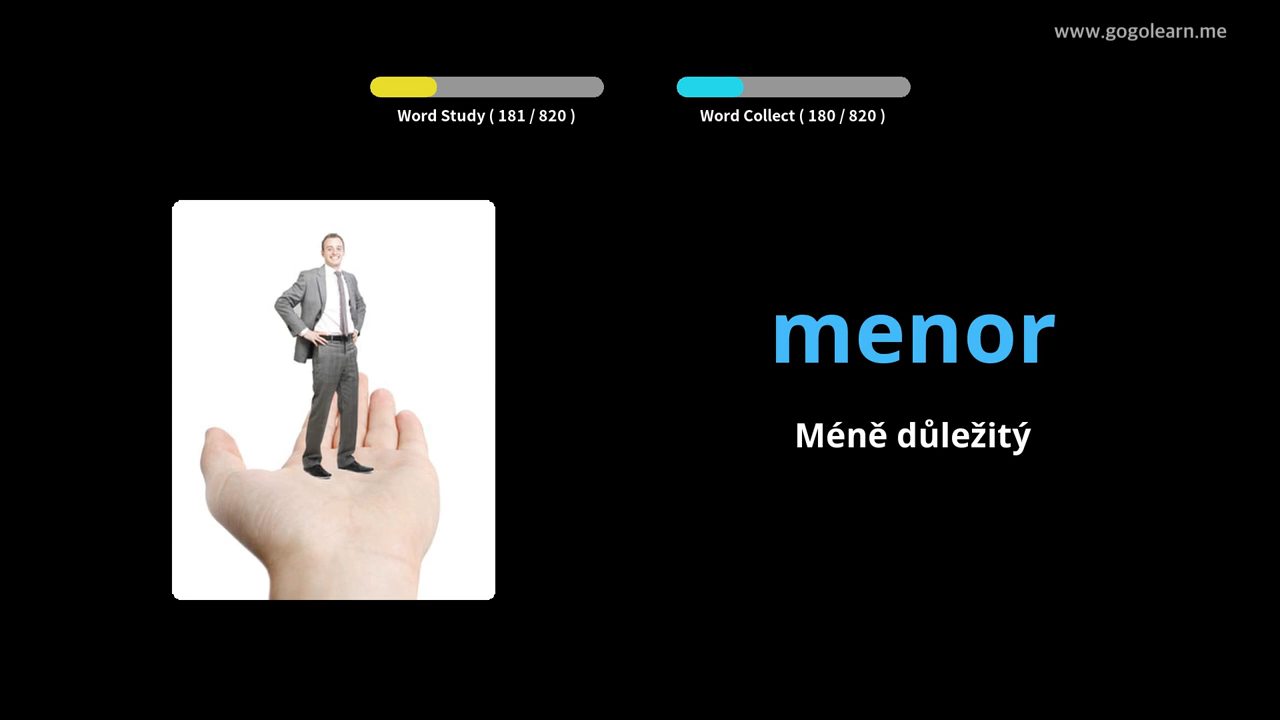 www.gogolearn.me
Word Study ( 181 / 820 )
Word Collect ( 180 / 820 )
menor
Méně důležitý